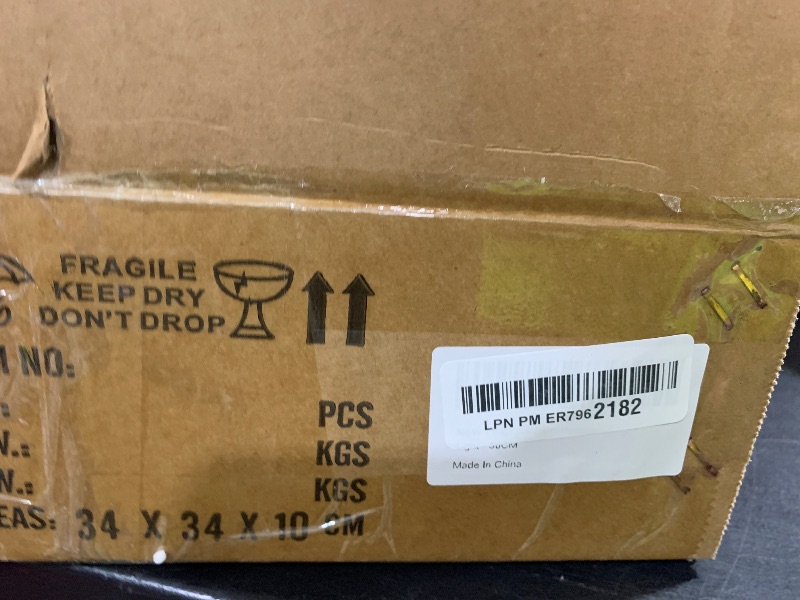 FRAGILE
KEEP DRY
DON'T DROP
NO:
PCS
KGS
KGS
EAS: 34 X 34 X 10 CM
LPN PM ER7962182
Made In China